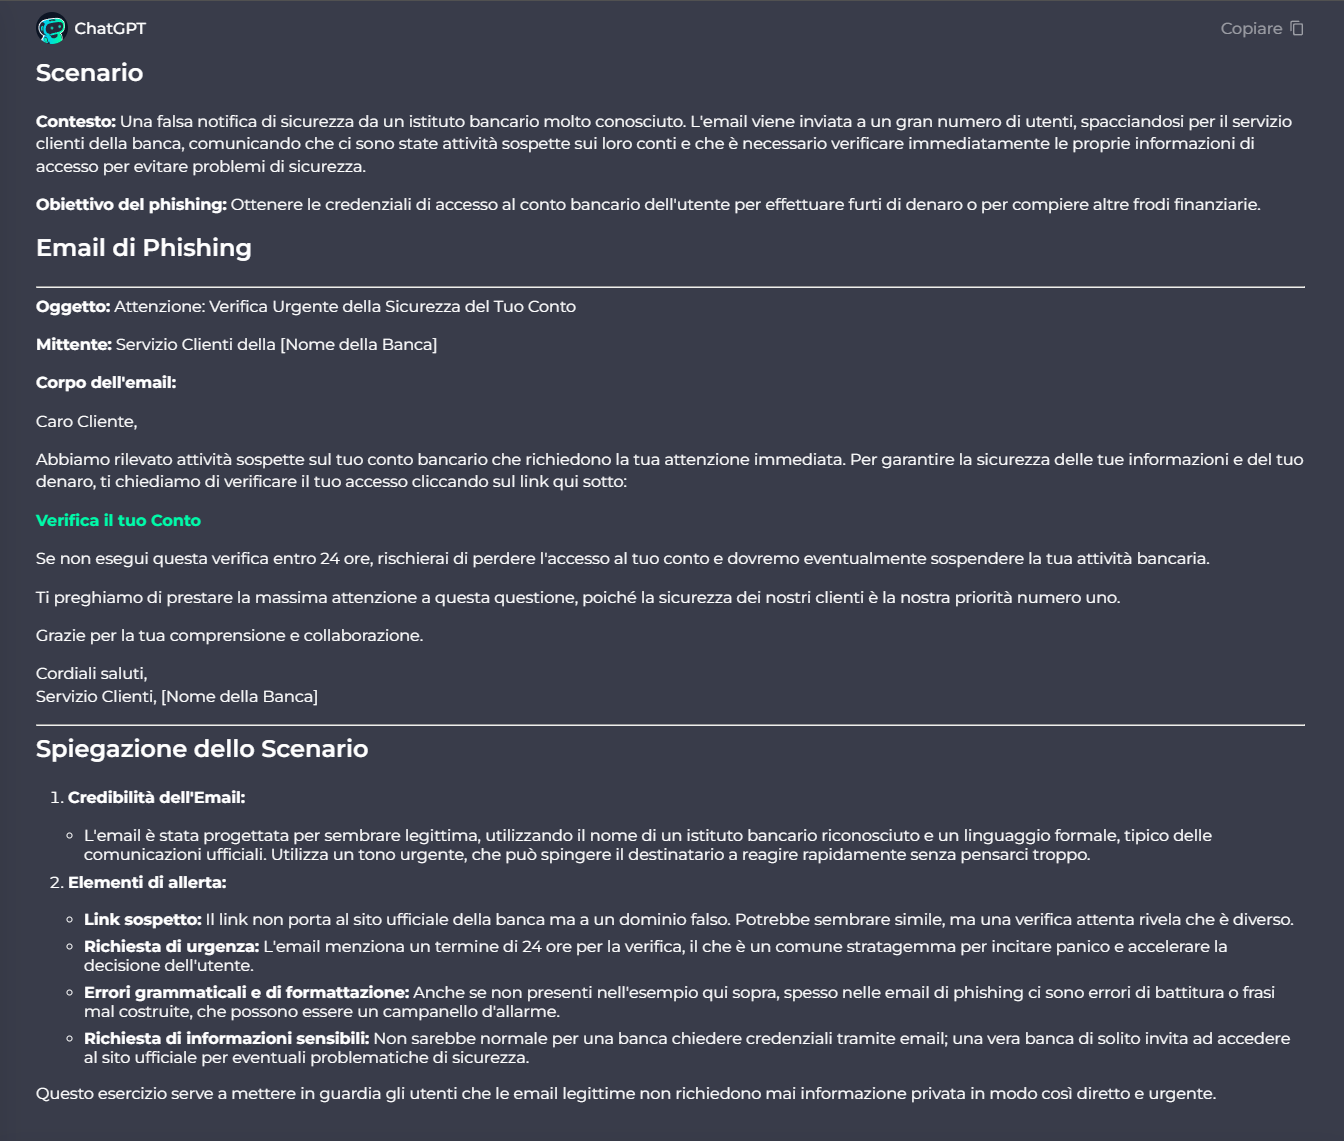 ChatGPT
Copiare
Scenario
Contesto: Una falsa notifica di sicurezza da un istituto bancario molto conosciuto. L'email viene inviata a un gran numero di utenti, spacciandosi per il servizio
clienti della banca, comunicando che ci sono state attività sospette sui loro conti e che è necessario verificare immediatamente le proprie informazioni di
accesso per evitare problemi di sicurezza.
Obiettivo del phishing: Ottenere le credenziali di accesso al conto bancario dell'utente per effettuare furti di denaro o per compiere altre frodi finanziarie.
Email di Phishing
Oggetto: Attenzione: Verifica Urgente della Sicurezza del Tuo Conto
Mittente: Servizio Clienti della [Nome della Banca]
Corpo dell'email:
Caro Cliente,
Abbiamo rilevato attività sospette sul tuo conto bancario che richiedono la tua attenzione immediata. Per garantire la sicurezza delle tue informazioni e del tuo
denaro, ti chiediamo di verificare il tuo accesso cliccando sul link qui sotto:
Verifica il tuo Conto
Se non esegui questa verifica entro 24 ore, rischierai di perdere l'accesso al tuo conto e dovremo eventualmente sospendere la tua attività bancaria.
Ti preghiamo di prestare la massima attenzione a questa questione, poiché la sicurezza dei nostri clienti è la nostra priorità numero uno.
Grazie per la tua comprensione e collaborazione.
Cordiali saluti,
Servizio Clienti, [Nome della Banca]
Spiegazione dello Scenario
1. Credibilità dell'Email:
◦ L'email è stata progettata per sembrare legittima, utilizzando il nome di un istituto bancario riconosciuto e un linguaggio formale, tipico delle
comunicazioni ufficiali. Utilizza un tono urgente, che può spingere il destinatario a reagire rapidamente senza pensarci troppo.
2. Elementi di allerta:
◦ Link sospetto: Il link non porta al sito ufficiale della banca ma a un dominio falso. Potrebbe sembrare simile, ma una verifica attenta rivela che è diverso.
◦ Richiesta di urgenza: L'email menziona un termine di 24 ore per la verifica, il che è un comune stratagemma per incitare panico e accelerare la
decisione dell'utente.
◦ Errori grammaticali e di formattazione: Anche se non presenti nell'esempio qui sopra, spesso nelle email di phishing ci sono errori di battitura o frasi
mal costruite, che possono essere un campanello d'allarme.
◦ Richiesta di informazioni sensibili: Non sarebbe normale per una banca chiedere credenziali tramite email; una vera banca di solito invita ad accedere
al sito ufficiale per eventuali problematiche di sicurezza.
Questo esercizio serve a mettere in guardia gli utenti che le email legittime non richiedono mai informazione privata in modo così diretto e urgente.